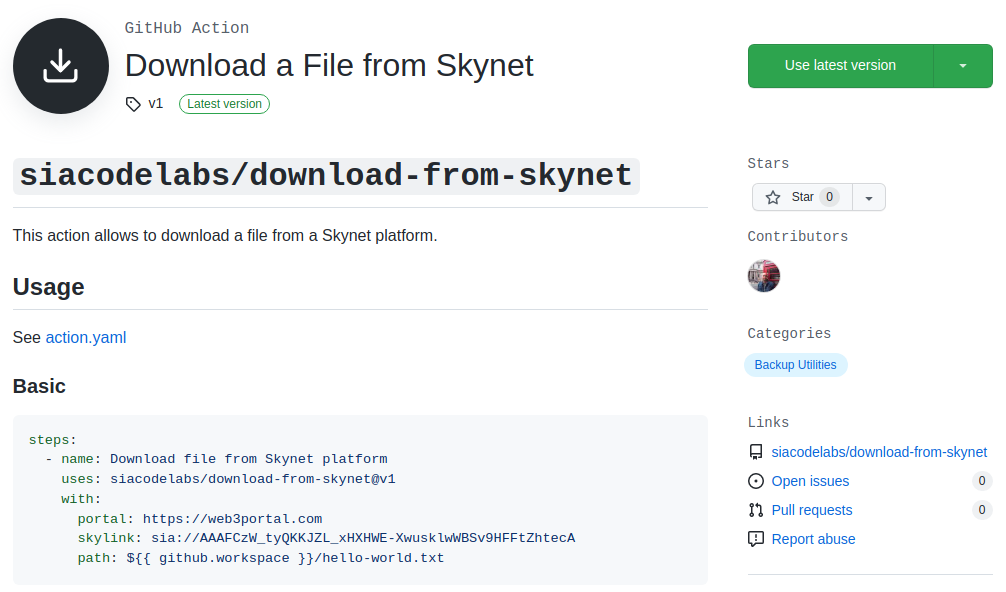 GitHub Action
Download a File from Skynet
v1 Latest version
Use latest version
siacodelabs/download-from-skynet
This action allows to download a file from a Skynet platform.
Usage
See action.yaml
Basic
steps:
  - name: Download file from Skynet platform
    uses: siacodelabs/download-from-skynet@v1
    with:
      portal: https://web3portal.com
      skylink: sia://AAAFCzW_tyQKKJZL_xHXHWE-XwusklwWBSv9HFFtZhtecA
      path: ${{ github.workspace }}/hello-world.txt
Stars
Star 0
Contributors
Categories
Backup Utilities
Links
siacodelabs/download-from-skynet
Open issues 0
Pull requests 0
Report abuse